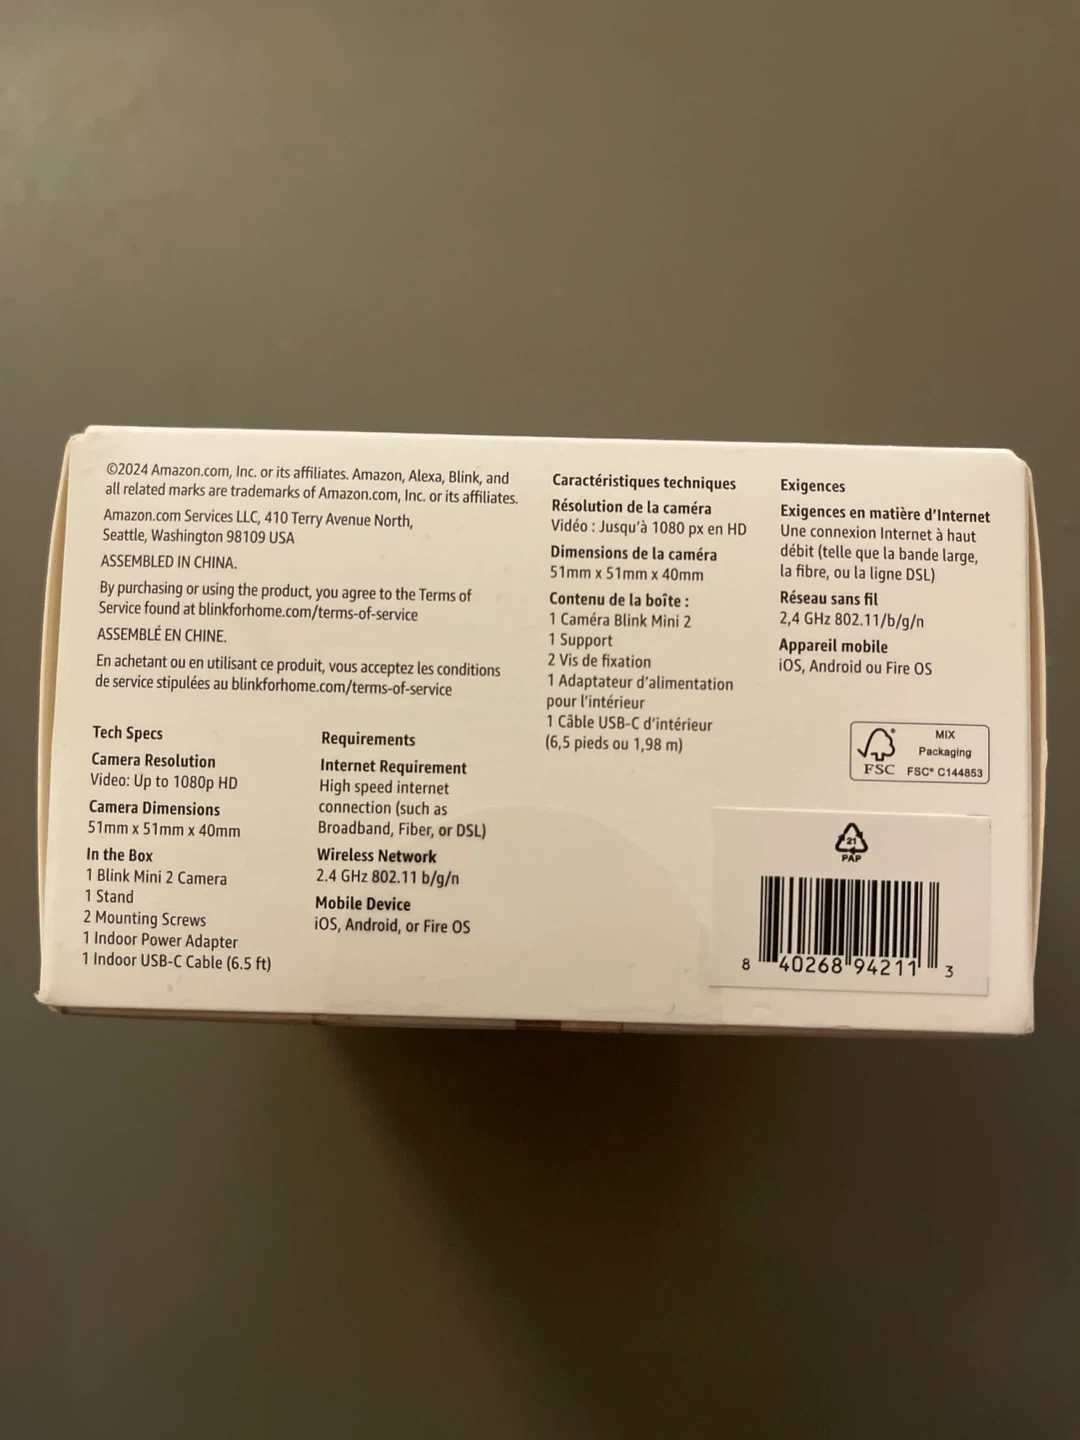 ©2024 Amazon.com, Inc. or its affiliates. Amazon, Alexa, Blink, and
all related marks are trademarks of Amazon.com, Inc. or its affiliates.
Amazon.com Services LLC, 410 Terry Avenue North,
Seattle, Washington 98109 USA
ASSEMBLED IN CHINA.
By purchasing or using the product, you agree to the Terms of
Service found at blinkforhome.com/terms-of-service
ASSEMBLÉ EN CHINE.
En achetant ou en utilisant ce produit, vous acceptez les conditions
de service stipulées au blinkforhome.com/terms-of-service
Tech Specs
Camera Resolution
Video: Up to 1080p HD
Camera Dimensions
51mm x 51mm x 40mm
In the Box
1 Blink Mini 2 Camera
1 Stand
2 Mounting Screws
1 Indoor Power Adapter
1 Indoor USB-C Cable (6.5 ft)
Requirements
Internet Requirement
High speed internet
connection (such as
Broadband, Fiber, or DSL)
Wireless Network
2.4 GHz 802.11 b/g/n
Mobile Device
iOS, Android, or Fire OS
Caractéristiques techniques
Résolution de la caméra
Vidéo : Jusqu'à 1080 px en HD
Dimensions de la caméra
51mm x 51mm x 40mm
Contenu de la boîte :
1 Caméra Blink Mini 2
1 Support
2 Vis de fixation
1 Adaptateur d'alimentation
pour l'intérieur
1 Câble USB-C d'intérieur
(6,5 pieds ou 1,98 m)
Exigences
Exigences en matière d'Internet
Une connexion Internet à haut
débit (telle que la bande large,
la fibre, ou la ligne DSL)
Réseau sans fil
2,4 GHz 802.11/b/g/n
Appareil mobile
iOS, Android ou Fire OS
FSC
MIX
Packaging
FSC® C144853
21
PAP
8 40268 94211 3